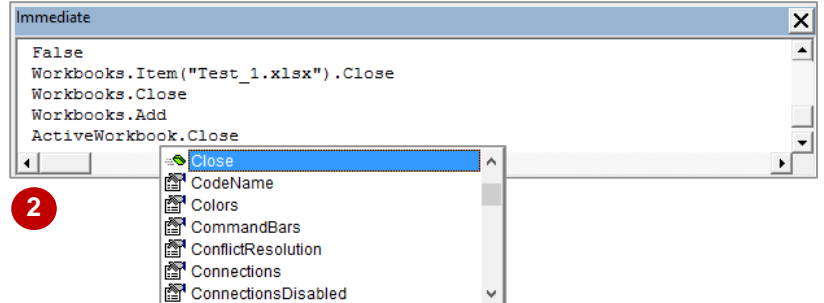 Immediate
False
Workbooks.Item("Test_1.xlsx").Close
Workbooks.Close
Workbooks.Add
ActiveWorkbook.Close
Close
CodeName
Colors
CommandBars
ConflictResolution
Connections
ConnectionsDisabled
2